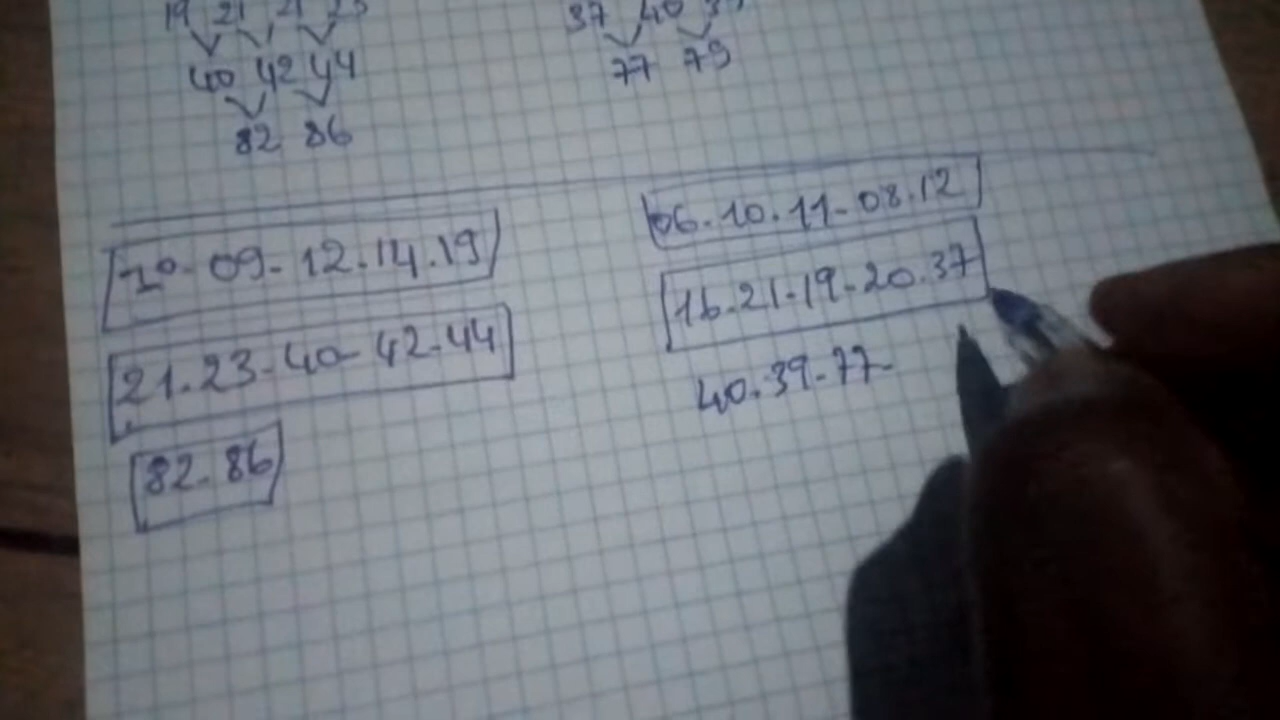 19 21 21 23
37 40 39
40 42 44
77 79
82 86
10- 09- 12.14.19
06.10.11-08.12
21.23-40-42-44
16.21-19-20.37
82-86
40.39-77-